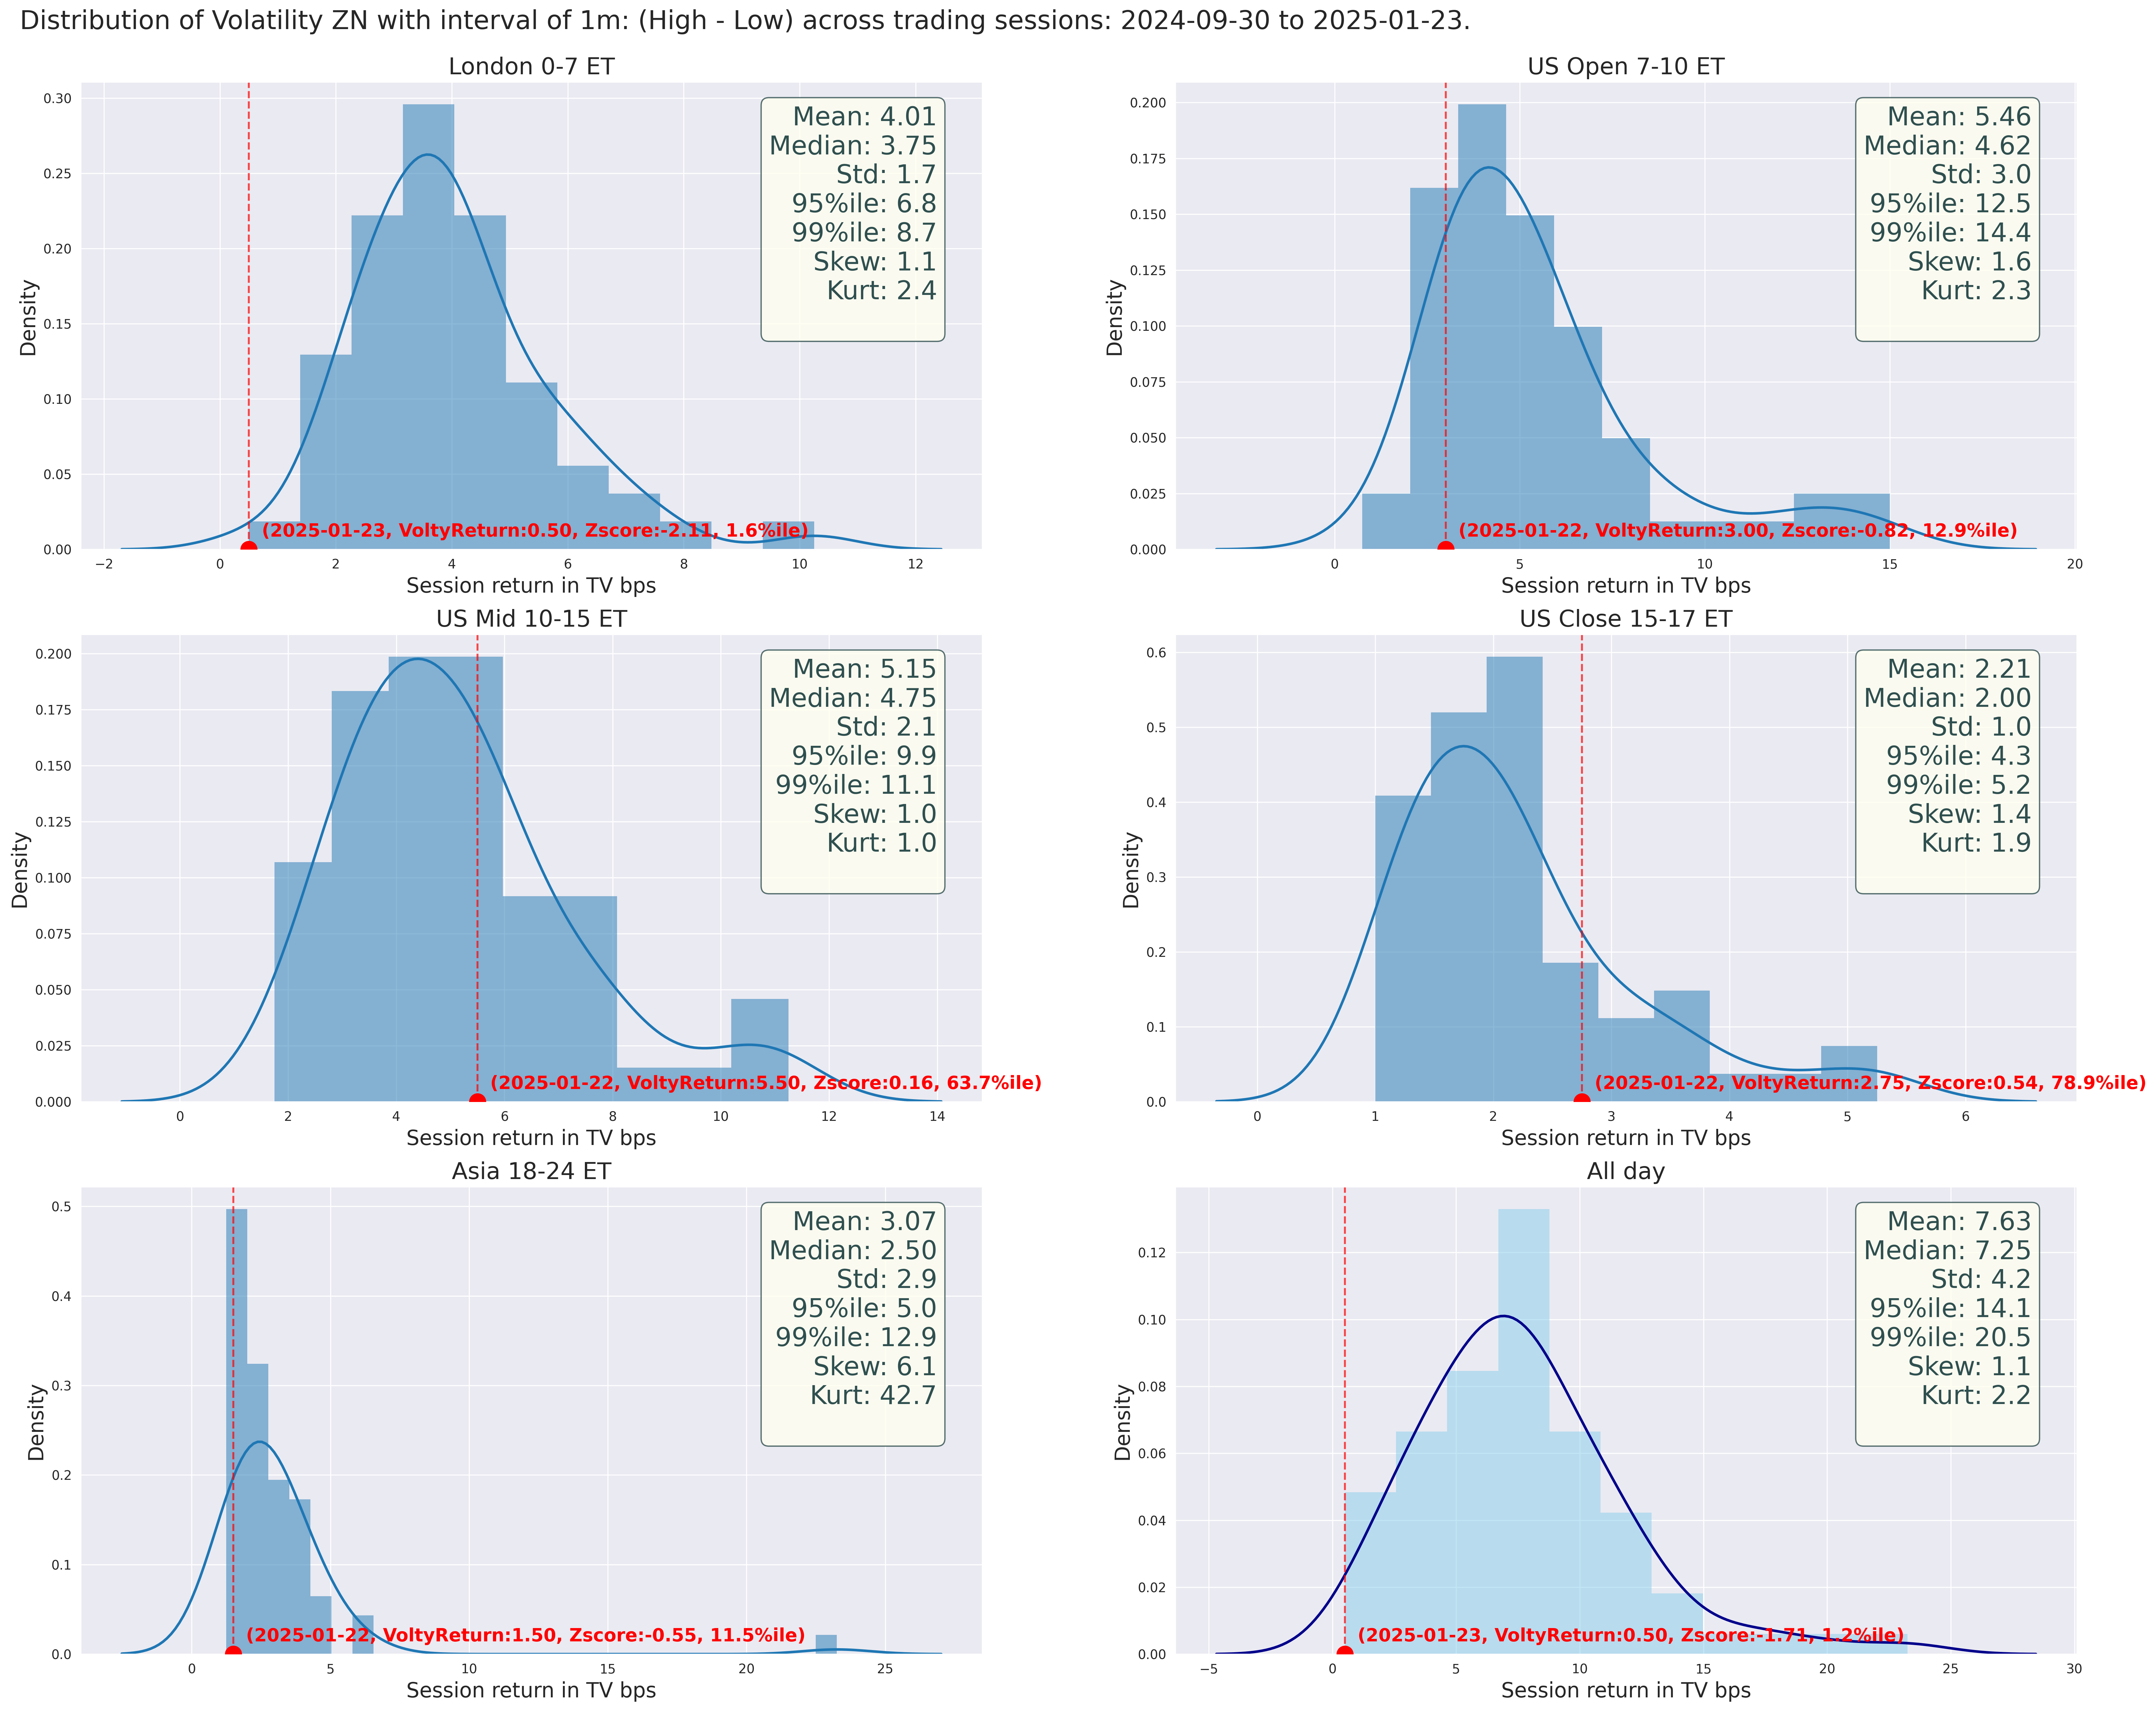 Distribution of Volatility ZN with interval of 1m: (High - Low) across trading sessions: 2024-09-30 to 2025-01-23.
London 0-7 ET
Density
0.30
0.25
0.20
0.15
0.10
0.05
0.00
Mean: 4.01
Median: 3.75
Std: 1.7
95%ile: 6.8
99%ile: 8.7
Skew: 1.1
Kurt: 2.4
(2025-01-23, VoltyReturn:0.50, Zscore:-2.11, 1.6%ile)
−2 0 2 4 6 8 10 12
Session return in TV bps
US Open 7-10 ET
Density
0.200
0.175
0.150
0.125
0.100
0.075
0.050
0.025
0.000
Mean: 5.46
Median: 4.62
Std: 3.0
95%ile: 12.5
99%ile: 14.4
Skew: 1.6
Kurt: 2.3
(2025-01-22, VoltyReturn:3.00, Zscore:-0.82, 12.9%ile)
0 5 10 15 20
Session return in TV bps
US Mid 10-15 ET
Density
0.200
0.175
0.150
0.125
0.100
0.075
0.050
0.025
0.000
Mean: 5.15
Median: 4.75
Std: 2.1
95%ile: 9.9
99%ile: 11.1
Skew: 1.0
Kurt: 1.0
(2025-01-22, VoltyReturn:5.50, Zscore:0.16, 63.7%ile)
0 2 4 6 8 10 12 14
Session return in TV bps
US Close 15-17 ET
Density
0.6
0.5
0.4
0.3
0.2
0.1
0.0
Mean: 2.21
Median: 2.00
Std: 1.0
95%ile: 4.3
99%ile: 5.2
Skew: 1.4
Kurt: 1.9
(2025-01-22, VoltyReturn:2.75, Zscore:0.54, 78.9%ile)
0 1 2 3 4 5 6
Session return in TV bps
Asia 18-24 ET
Density
0.5
0.4
0.3
0.2
0.1
0.0
Mean: 3.07
Median: 2.50
Std: 2.9
95%ile: 5.0
99%ile: 12.9
Skew: 6.1
Kurt: 42.7
(2025-01-22, VoltyReturn:1.50, Zscore:-0.55, 11.5%ile)
0 5 10 15 20 25
Session return in TV bps
All day
Density
0.12
0.10
0.08
0.06
0.04
0.02
0.00
Mean: 7.63
Median: 7.25
Std: 4.2
95%ile: 14.1
99%ile: 20.5
Skew: 1.1
Kurt: 2.2
(2025-01-23, VoltyReturn:0.50, Zscore:-1.71, 1.2%ile)
−5 0 5 10 15 20 25 30
Session return in TV bps